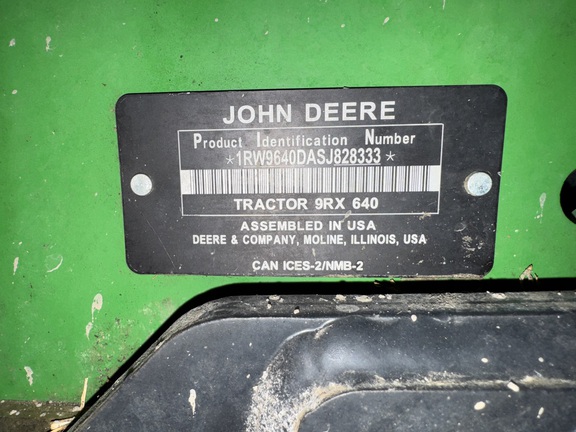 JOHN DEERE
Product Identification Number
*1RW9640DASJ828333*
TRACTOR 9RX 640
ASSEMBLED IN USA
DEERE & COMPANY, MOLINE, ILLINOIS, USA
CAN ICES-2/NMB-2